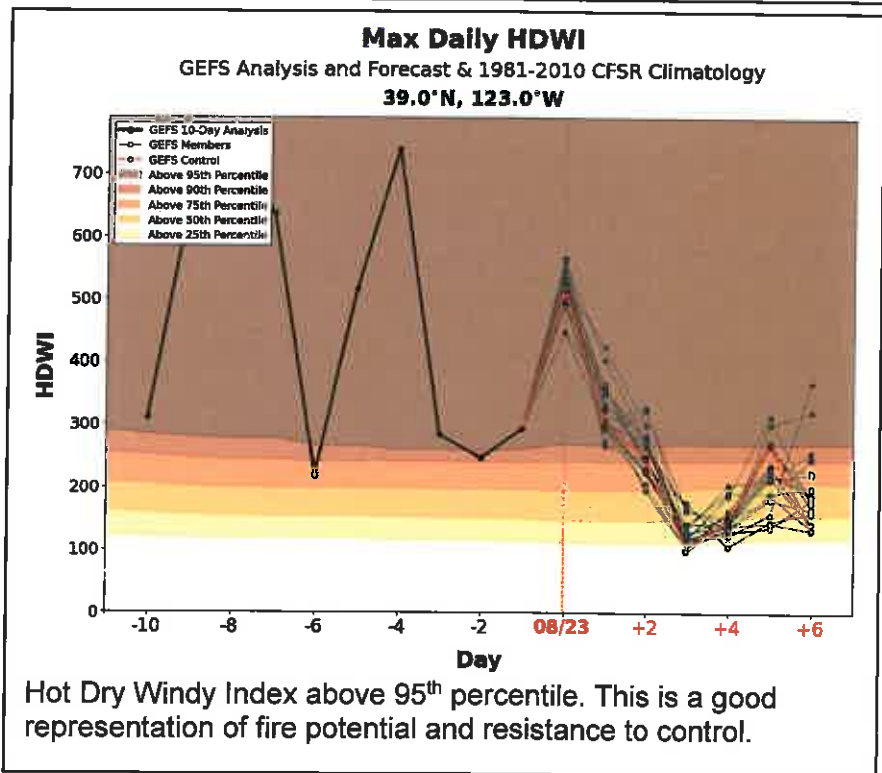 Max Daily HDWI
GEFS Analysis and Forecast & 1981-2010 CFSR Climatology
39.0°N, 123.0°W
GEFS 10-Day Analysis
GEFS Members
GEFS Control
Above 95th Percentile
Above 90th Percentile
Above 75th Percentile
Above 50th Percentile
Above 25th Percentile
HDWI
700
600
500
400
300
200
100
0
-10 -8 -6 -4 -2 08/23 +2 +4 +6
Day
Hot Dry Windy Index above 95th percentile. This is a good
representation of fire potential and resistance to control.